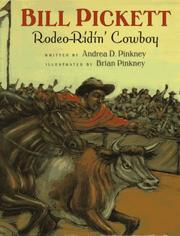 BILL PICKETT
Rodeo-Ridin' Cowboy
WRITTEN BY Andrea D. Pinkney
ILLUSTRATED BY Brian Pinkney